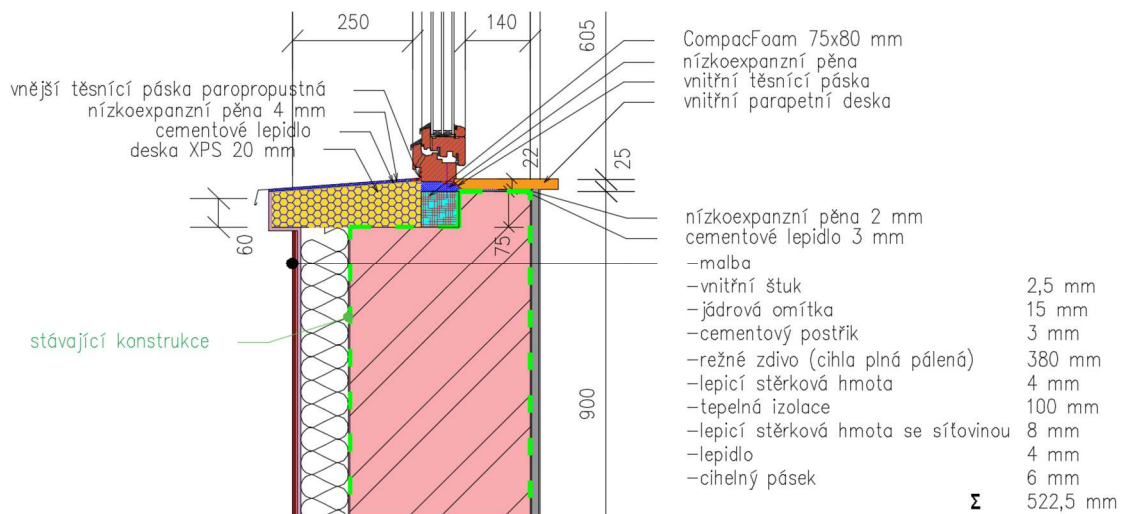 250
140
605
CompacFoam 75x80 mm
nízkoexpanzní pěna
vnitřní těsnící páska
vnitřní parapetní deska
vnější těsnící páska paropropustná
nízkoexpanzní pěna 4 mm
cementové lepidlo
deska XPS 20 mm
22
25
60
75
nízkoexpanzní pěna 2 mm
cementové lepidlo 3 mm
-malba
-vnitřní štuk 2,5 mm
-jádrová omítka 15 mm
-cementový postřik 3 mm
-režné zdivo (cihla plná pálená) 380 mm
-lepicí stěrková hmota 4 mm
-tepelná izolace 100 mm
-lepicí stěrková hmota se síťovinou 8 mm
-lepidlo 4 mm
-cihelný pásek 6 mm
Σ 522,5 mm
stávající konstrukce
900